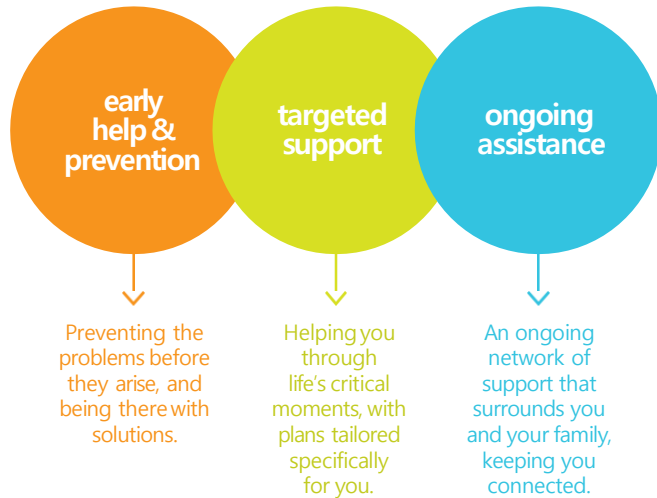 early
help &
prevention
targeted
support
ongoing
assistance
Preventing the
problems before
they arise, and
being there with
solutions.
Helping you
through
life's critical
moments, with
plans tailored
specifically
for you.
An ongoing
network of
support that
surrounds you
and your family,
keeping you
connected.